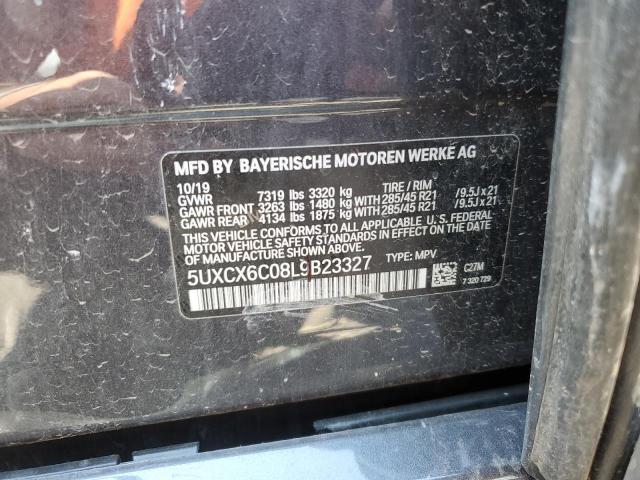 MFD BY BAYERISCHE MOTOREN WERKE AG
10/19
GVWR 7319 lbs 3320 kg TIRE / RIM
GAWR FRONT 3263 lbs 1480 kg WITH 285/45 R21 /9.5J x 21
GAWR REAR 4134 lbs 1875 kg WITH 285/45 R21 /9.5J x 21
THIS VEHICLE CONFORMS TO ALL APPLICABLE U.S. FEDERAL
MOTOR VEHICLE SAFETY STANDARDS IN EFFECT ON THE DATE
OF MANUFACTURE SHOWN ABOVE.
5UXCX6C08L9B23327 TYPE: MPV
C27M
7 320 729